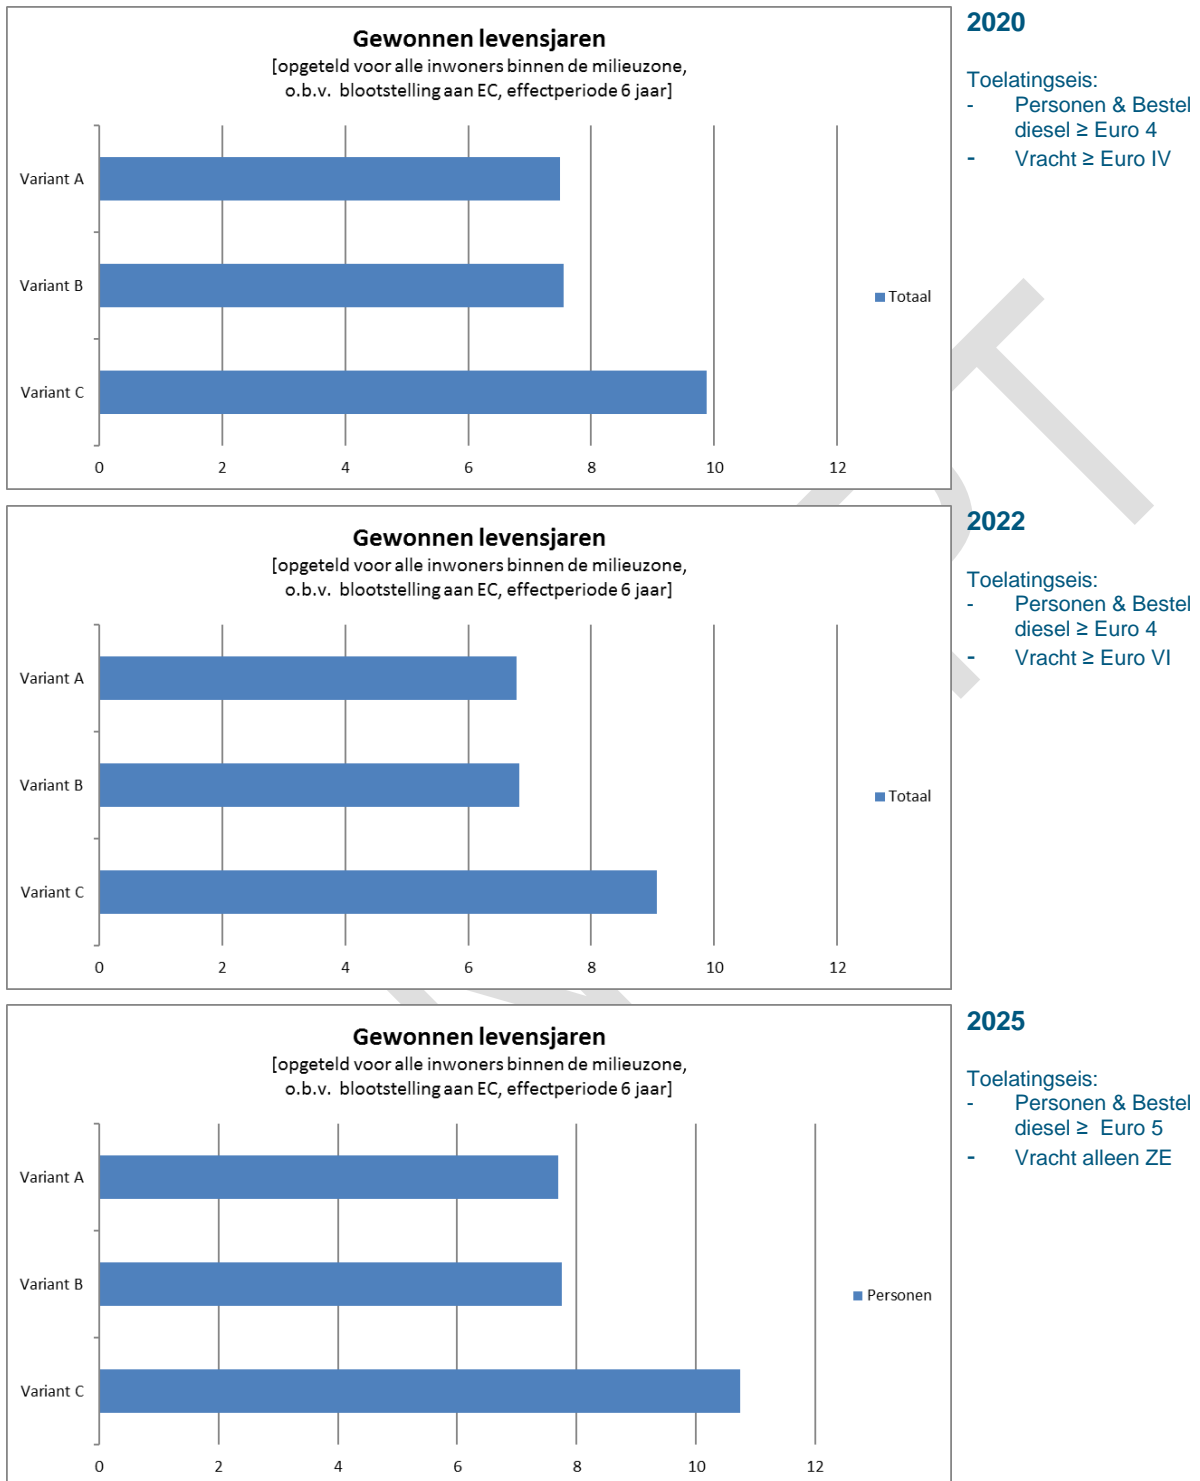 Gewonnen levensjaren
[opgeteld voor alle inwoners binnen de milieuzone,
o.b.v. blootstelling aan EC, effectperiode 6 jaar]
Variant A
Variant B
Variant C
0 2 4 6 8 10 12
Totaal
2020
Toelatingseis:
- Personen & Bestel
diesel ≥ Euro 4
- Vracht ≥ Euro IV
Gewonnen levensjaren
[opgeteld voor alle inwoners binnen de milieuzone,
o.b.v. blootstelling aan EC, effectperiode 6 jaar]
Variant A
Variant B
Variant C
0 2 4 6 8 10 12
Totaal
2022
Toelatingseis:
- Personen & Bestel
diesel ≥ Euro 4
- Vracht ≥ Euro VI
Gewonnen levensjaren
[opgeteld voor alle inwoners binnen de milieuzone,
o.b.v. blootstelling aan EC, effectperiode 6 jaar]
Variant A
Variant B
Variant C
0 2 4 6 8 10 12
Personen
2025
Toelatingseis:
- Personen & Bestel
diesel ≥ Euro 5
- Vracht alleen ZE